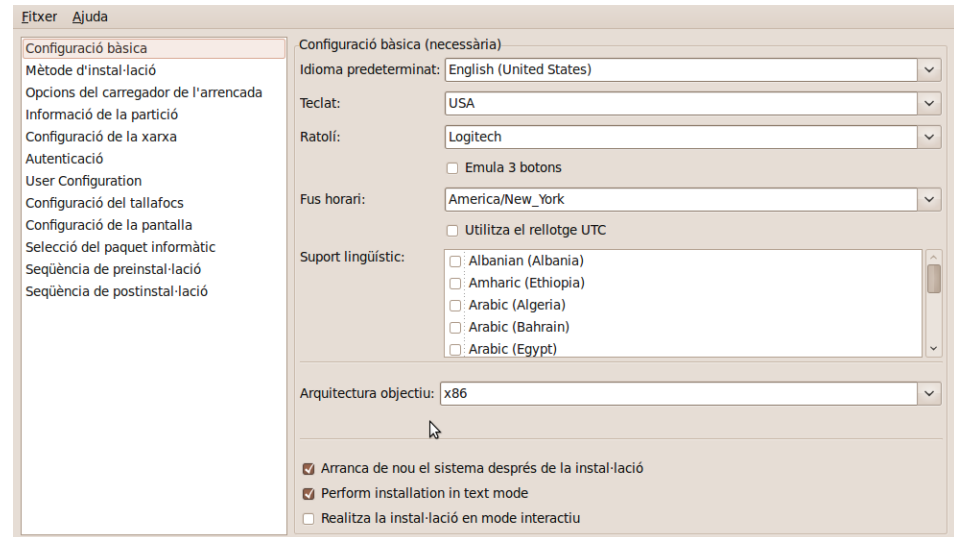 Fitxer Ajuda
Configuració bàsica
Mètode d'instal·lació
Opcions del carregador de l'arrencada
Informació de la partició
Configuració de la xarxa
Autenticació
User Configuration
Configuració del tallafocs
Configuració de la pantalla
Selecció del paquet informàtic
Seqüència de preinstal·lació
Seqüència de postinstal·lació
Configuració bàsica (necessària)
Idioma predeterminat: English (United States)
Teclat: USA
Ratolí: Logitech
Emula 3 botons
Fus horari: America/New_York
Utilitza el rellotge UTC
Suport lingüístic:
Albanian (Albania)
Amharic (Ethiopia)
Arabic (Algeria)
Arabic (Bahrain)
Arabic (Egypt)
Arquitectura objectiu: x86
Arranca de nou el sistema després de la instal·lació
Perform installation in text mode
Realitza la instal·lació en mode interactiu